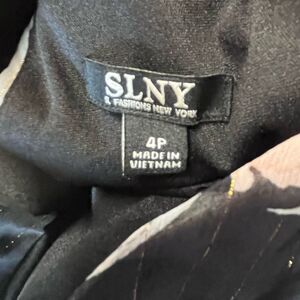 SLNY
FASHIONS NEW YORK
4P
MADE IN
VIETNAM